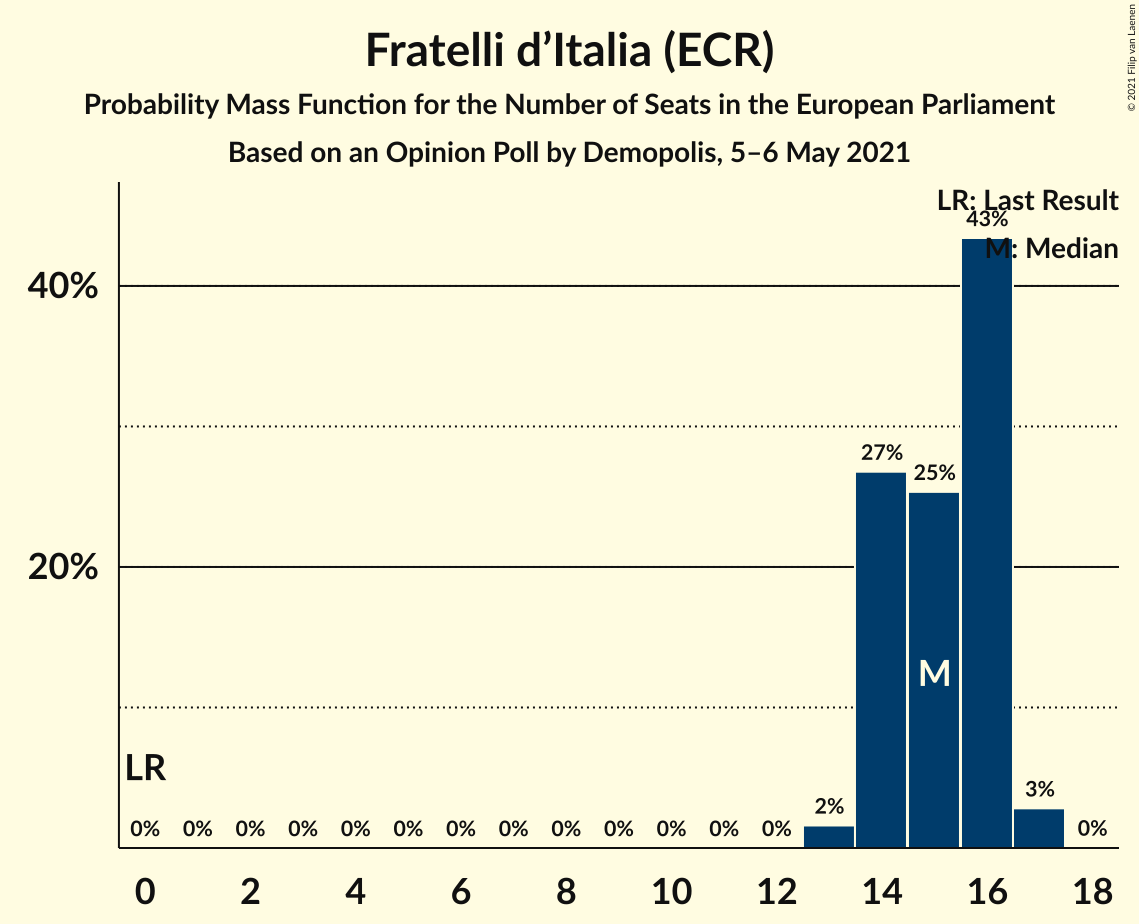 Fratelli d’Italia (ECR)
Probability Mass Function for the Number of Seats in the European Parliament
Based on an Opinion Poll by Demopolis, 5–6 May 2021
© 2021 Filip van Laenen
LR: Last Result
43%
M: Median
40%
27%
25%
20%
M
LR
3%
2%
0% 0% 0% 0% 0% 0% 0% 0% 0% 0% 0% 0% 0% 0%
0 2 4 6 8 10 12 14 16 18